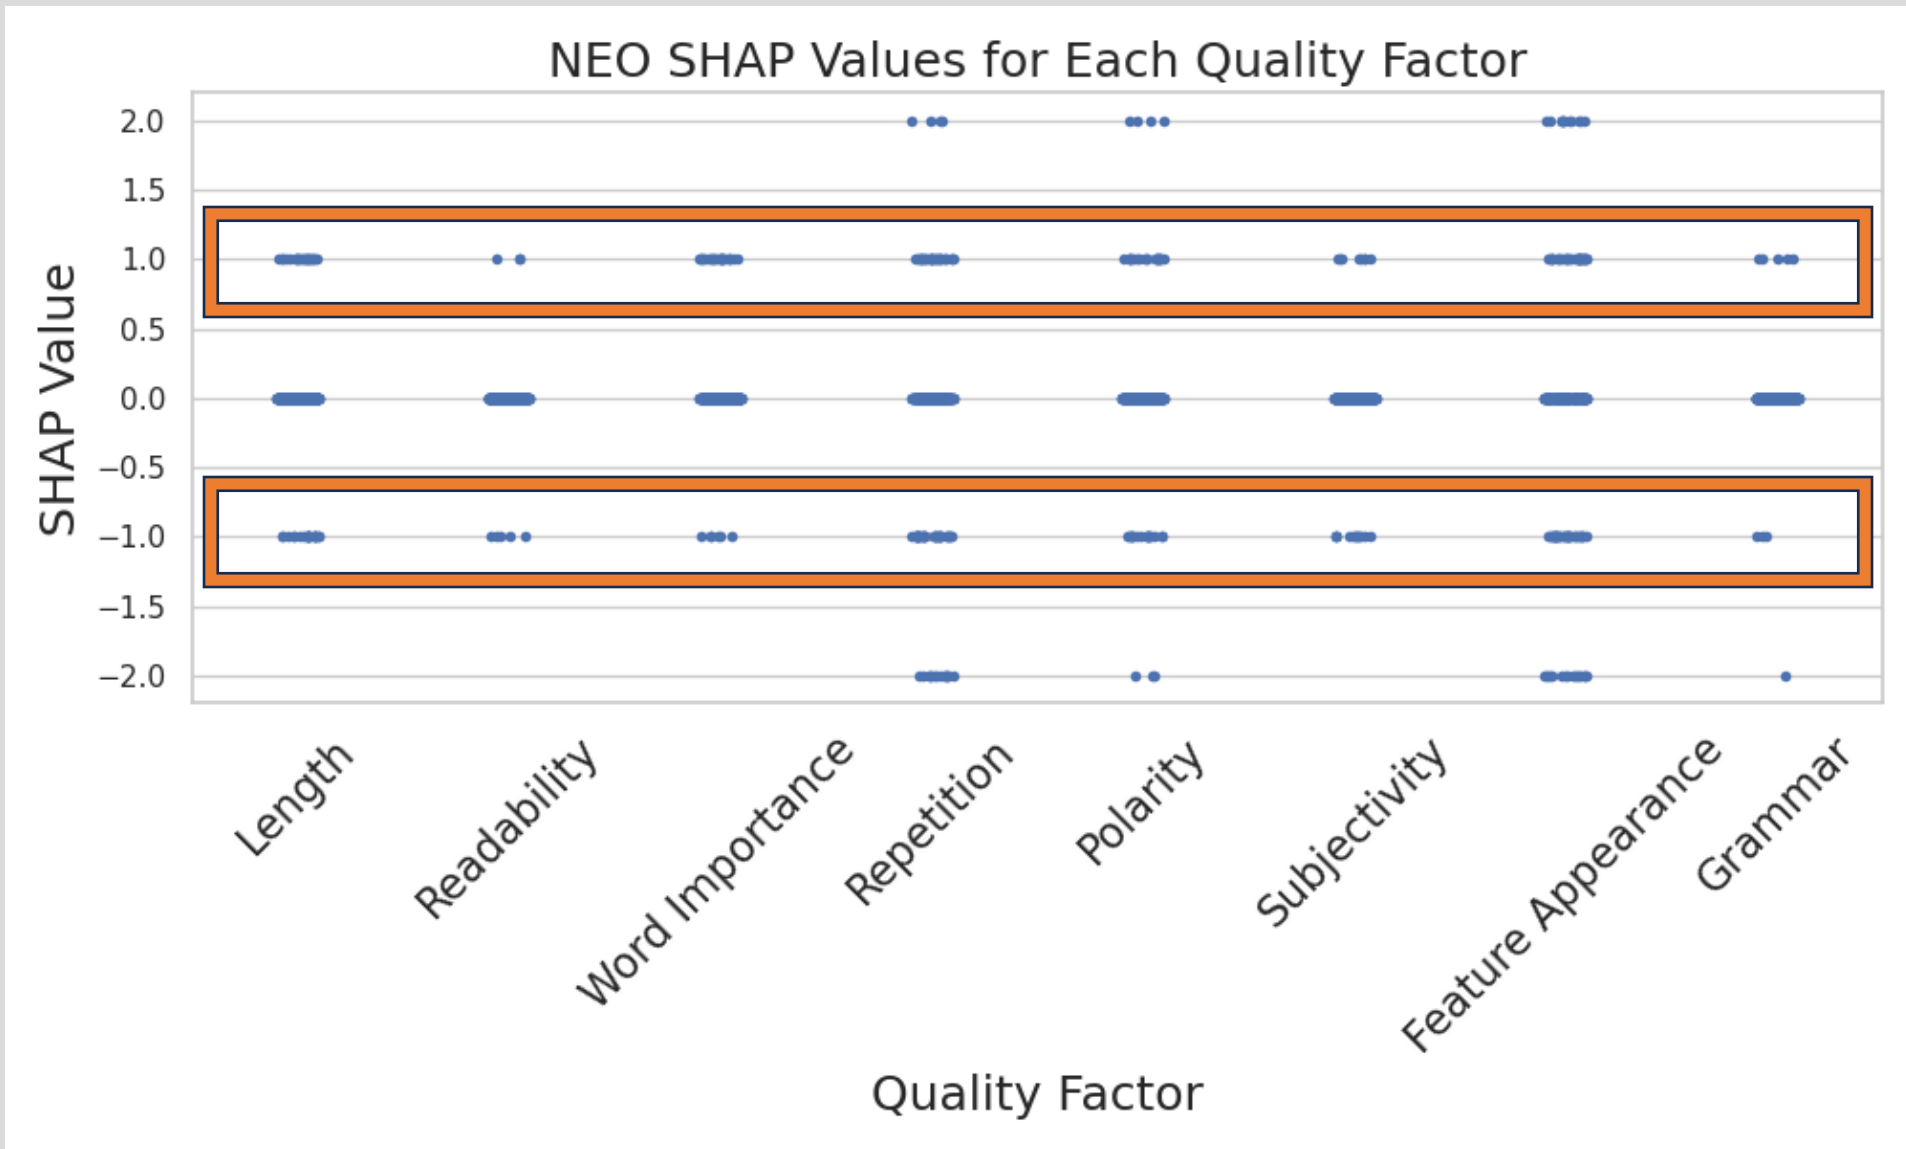 NEO SHAP Values for Each Quality Factor
SHAP Value
2.0
1.5
1.0
0.5
0.0
−0.5
−1.0
−1.5
−2.0
Length
Readability
Word Importance
Repetition
Polarity
Subjectivity
Feature Appearance
Grammar
Quality Factor